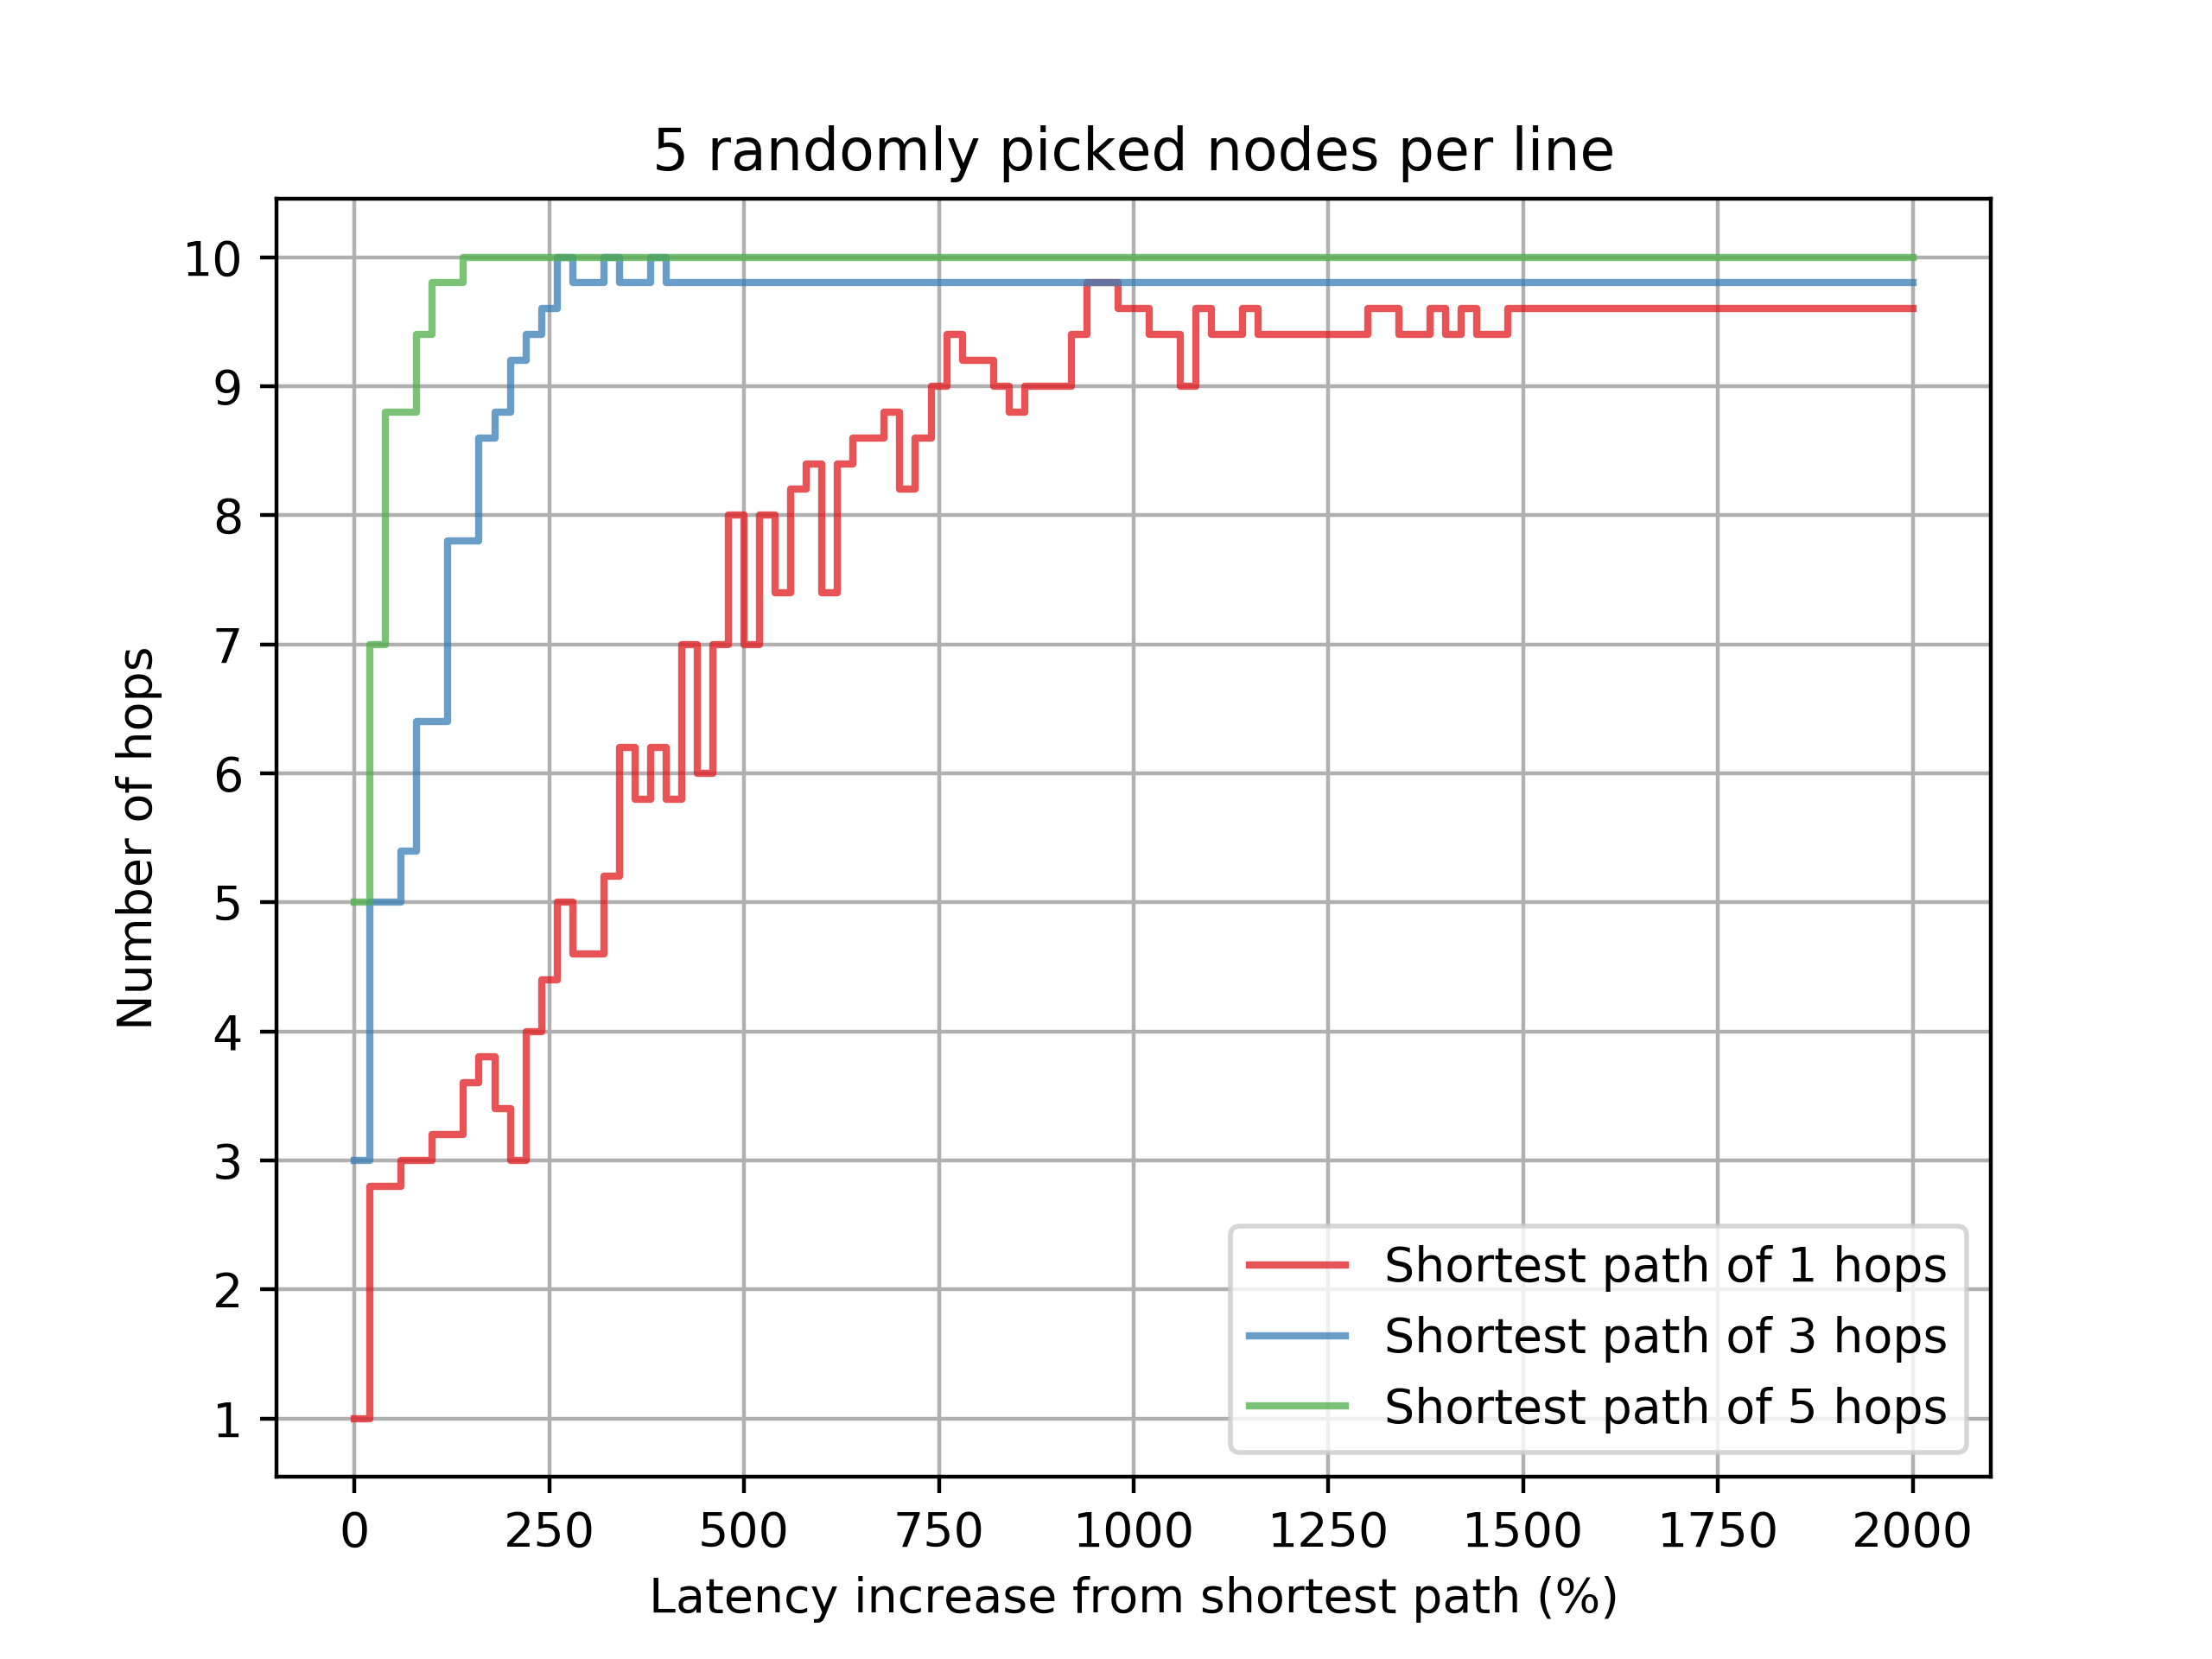 5 randomly picked nodes per line
10
9
8
7
6
5
4
3
2
1
Number of hops
Shortest path of 1 hops
Shortest path of 3 hops
Shortest path of 5 hops
0 250 500 750 1000 1250 1500 1750 2000
Latency increase from shortest path (%)